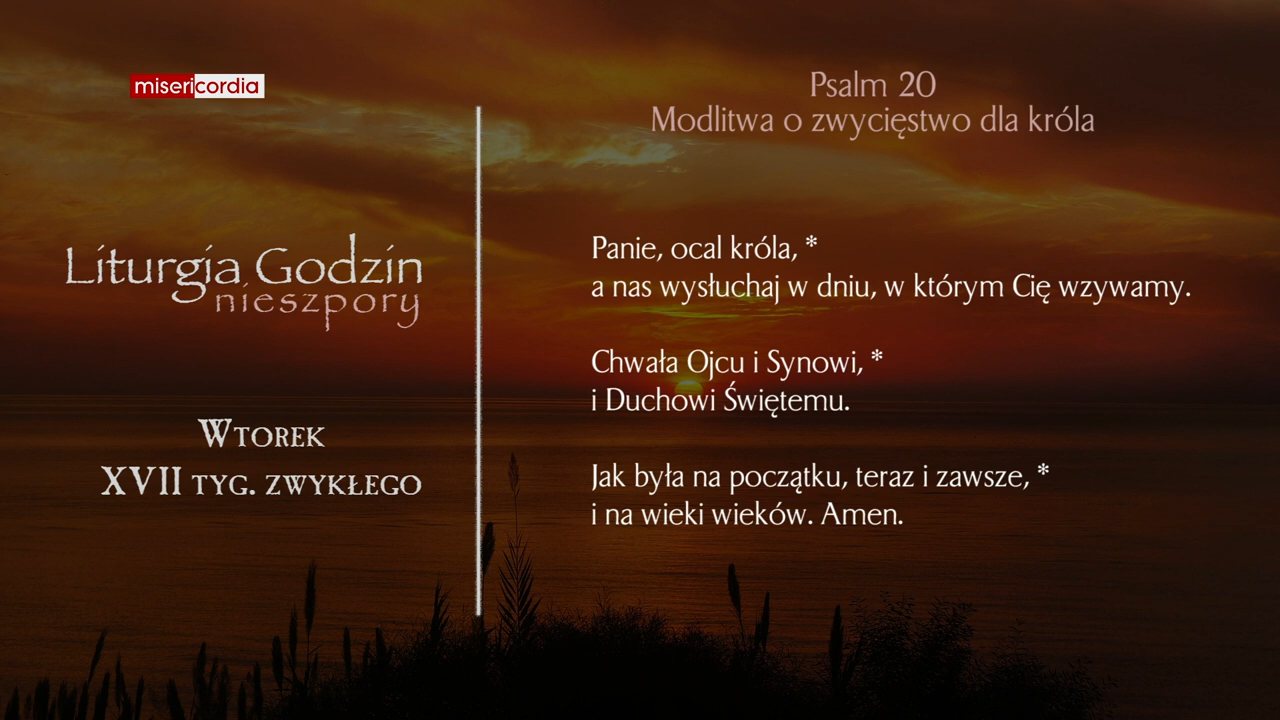 misericordia
Liturgia Godzin
nieszpory
Wtorek
XVII tyg. zwykłego
Psalm 20
Modlitwa o zwycięstwo dla króla
Panie, ocal króla, *
a nas wysłuchaj w dniu, w którym Cię wzywamy.
Chwała Ojcu i Synowi, *
i Duchowi Świętemu.
Jak była na początku, teraz i zawsze, *
i na wieki wieków. Amen.